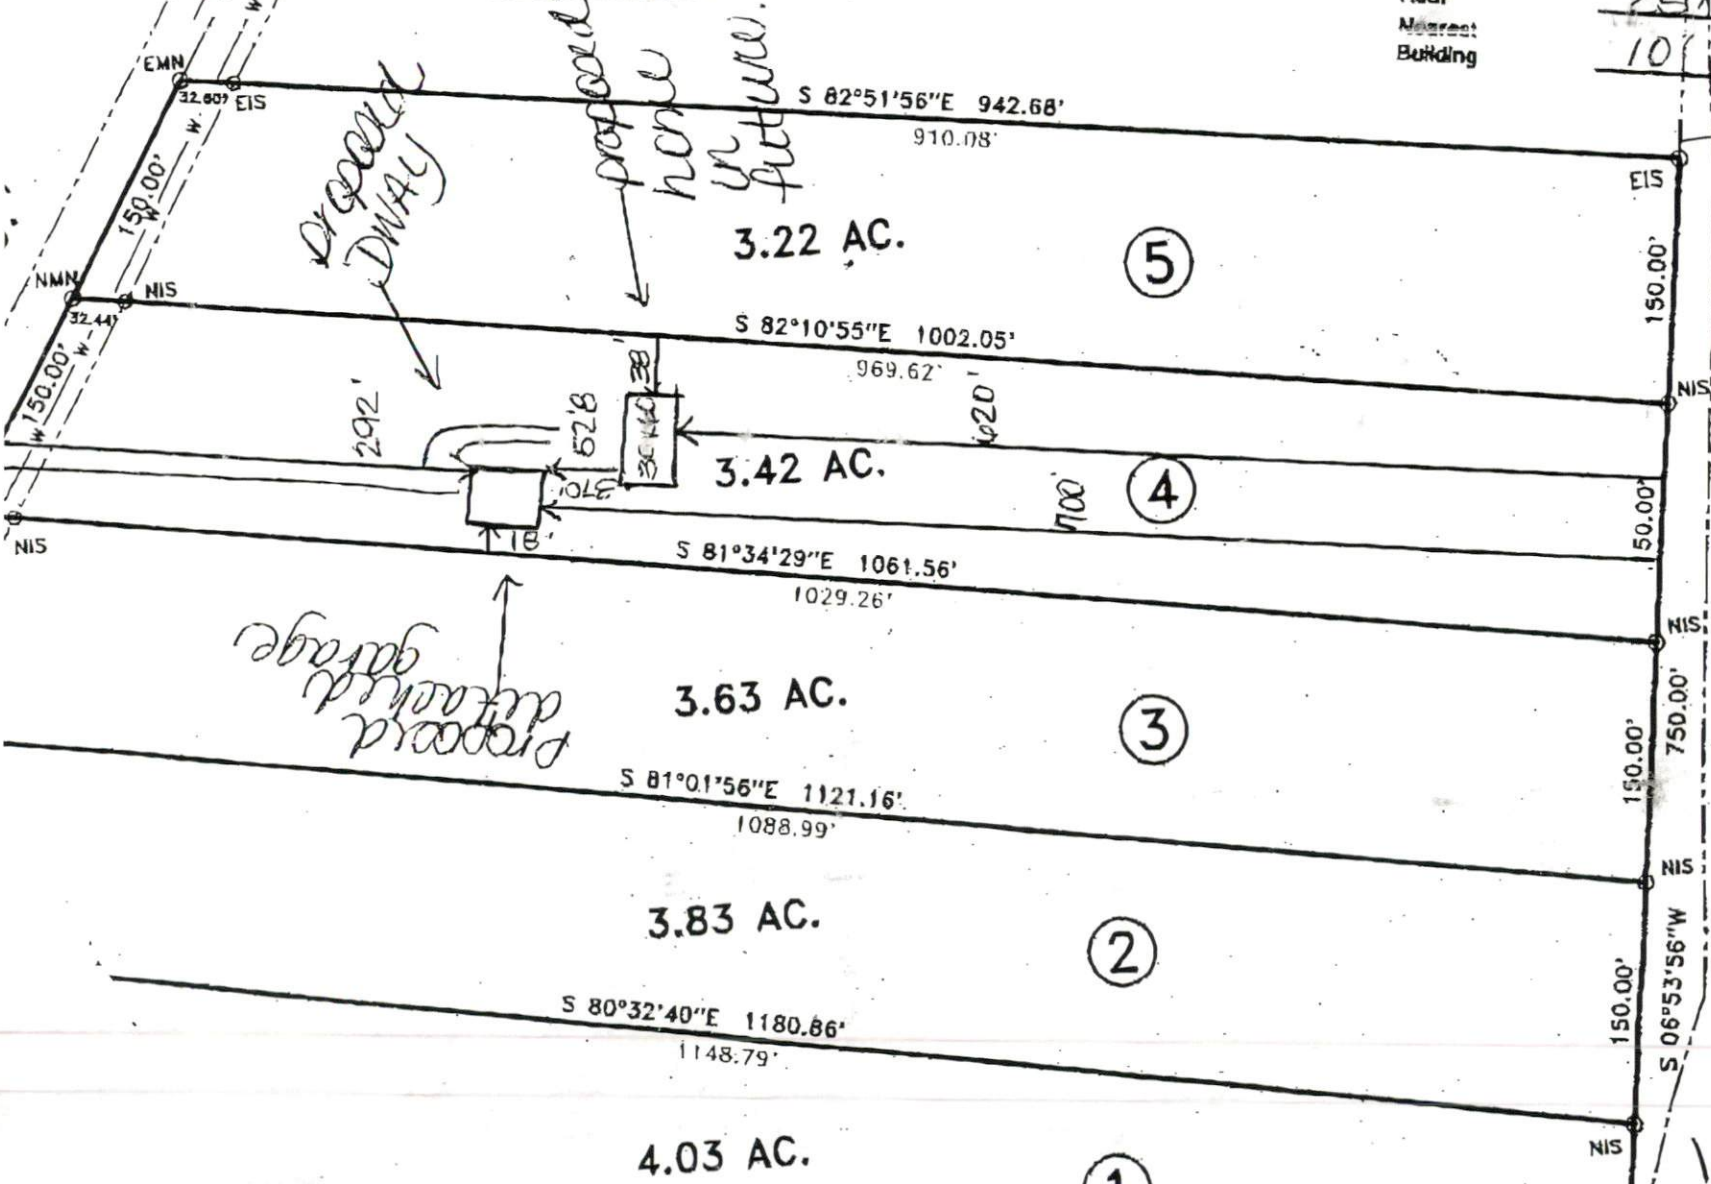 Rear
Nearest
Building
10'
EMN
32.60'
EIS
S 82°51'56"E 942.68'
910.08'
EIS
proposed
home
in
future.
Proposed
DWAY
150.00'
W
W
W
3.22 AC.
5
150.00'
NMN
NIS
32.44'
S 82°10'55"E 1002.05'
969.62'
NIS
150.00'
W
W
292'
52'8
38'
30x60
620'
3.42 AC.
4
370'
700'
150.00'
18'
NIS
S 81°34'29"E 1061.56'
1029.26'
NIS
Proposed
detached
garage
3.63 AC.
3
150.00'
750.00'
S 81°01'56"E 1121.16'
1088.99'
NIS
3.83 AC.
2
150.00'
S 06°53'56"W
S 80°32'40"E 1180.86'
1148.79'
NIS
4.03 AC.
1